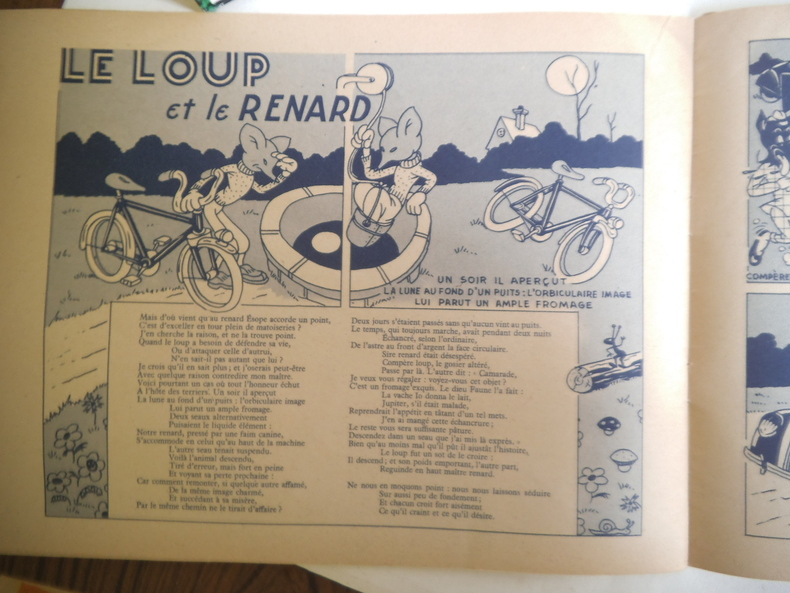 LE LOUP
et le RENARD
UN SOIR IL APERÇUT
LA LUNE AU FOND D'UN PUITS : L'ORBICULAIRE IMAGE
LUI PARUT UN AMPLE FROMAGE
Mais d'où vient qu'au renard Ésope accorde un point,
C'est d'exceller en tour plein de matoiseries ?
J'en cherche la raison, et ne la trouve point.
Quand le loup a besoin de défendre sa vie,
Ou d'attaquer celle d'autrui,
N'en sait-il pas autant que lui ?
Je crois qu'il en sait plus ; et j'oserais peut-être
Avec quelque raison contredire mon maître.
Voici pourtant un cas où tout l'honneur échut
A l'hôte des terriers. Un soir il aperçut
La lune au fond d'un puits : l'orbiculaire image
Lui parut un ample fromage.
Deux seaux alternativement
Puisaient le liquide élément :
Notre renard, pressé par une faim canine,
S'accommode en celui qu'au haut de la machine
L'autre seau tenait suspendu.
Voilà l'animal descendu,
Tiré d'erreur, mais fort en peine
Et voyant sa perte prochaine :
Car comment remonter, si quelque autre affamé,
De la même image charmé,
Et succédant à sa misère,
Par le même chemin ne le tirait d'affaire ?
Deux jours s'étaient passés sans qu'aucun vint au puits.
Le temps, qui toujours marche, avait pendant deux nuits
Échancré, selon l'ordinaire,
De l'astre au front d'argent la face circulaire.
Sire renard était désespéré.
Compère loup, le gosier altéré,
Passe par là. L'autre dit : « Camarade,
Je veux vous régaler : voyez-vous cet objet ?
C'est un fromage exquis. Le dieu Faune l'a fait :
La vache Io donna le lait,
Jupiter, s'il était malade,
Reprendrait l'appétit en tâtant d'un tel mets.
J'en ai mangé cette échancrure ;
Le reste vous sera suffisante pâture.
Descendez dans un seau que j'ai mis là exprès. »
Bien qu'au moins mal qu'il pût il ajustât l'histoire,
Le loup fut un sot de le croire :
Il descend ; et son poids emportant, l'autre part,
Reguinde en haut maître renard.
Ne nous en moquons point : nous nous laissons séduire
Sur aussi peu de fondement ;
Et chacun croit fort aisément
Ce qu'il craint et ce qu'il désire.
COMPÈRE